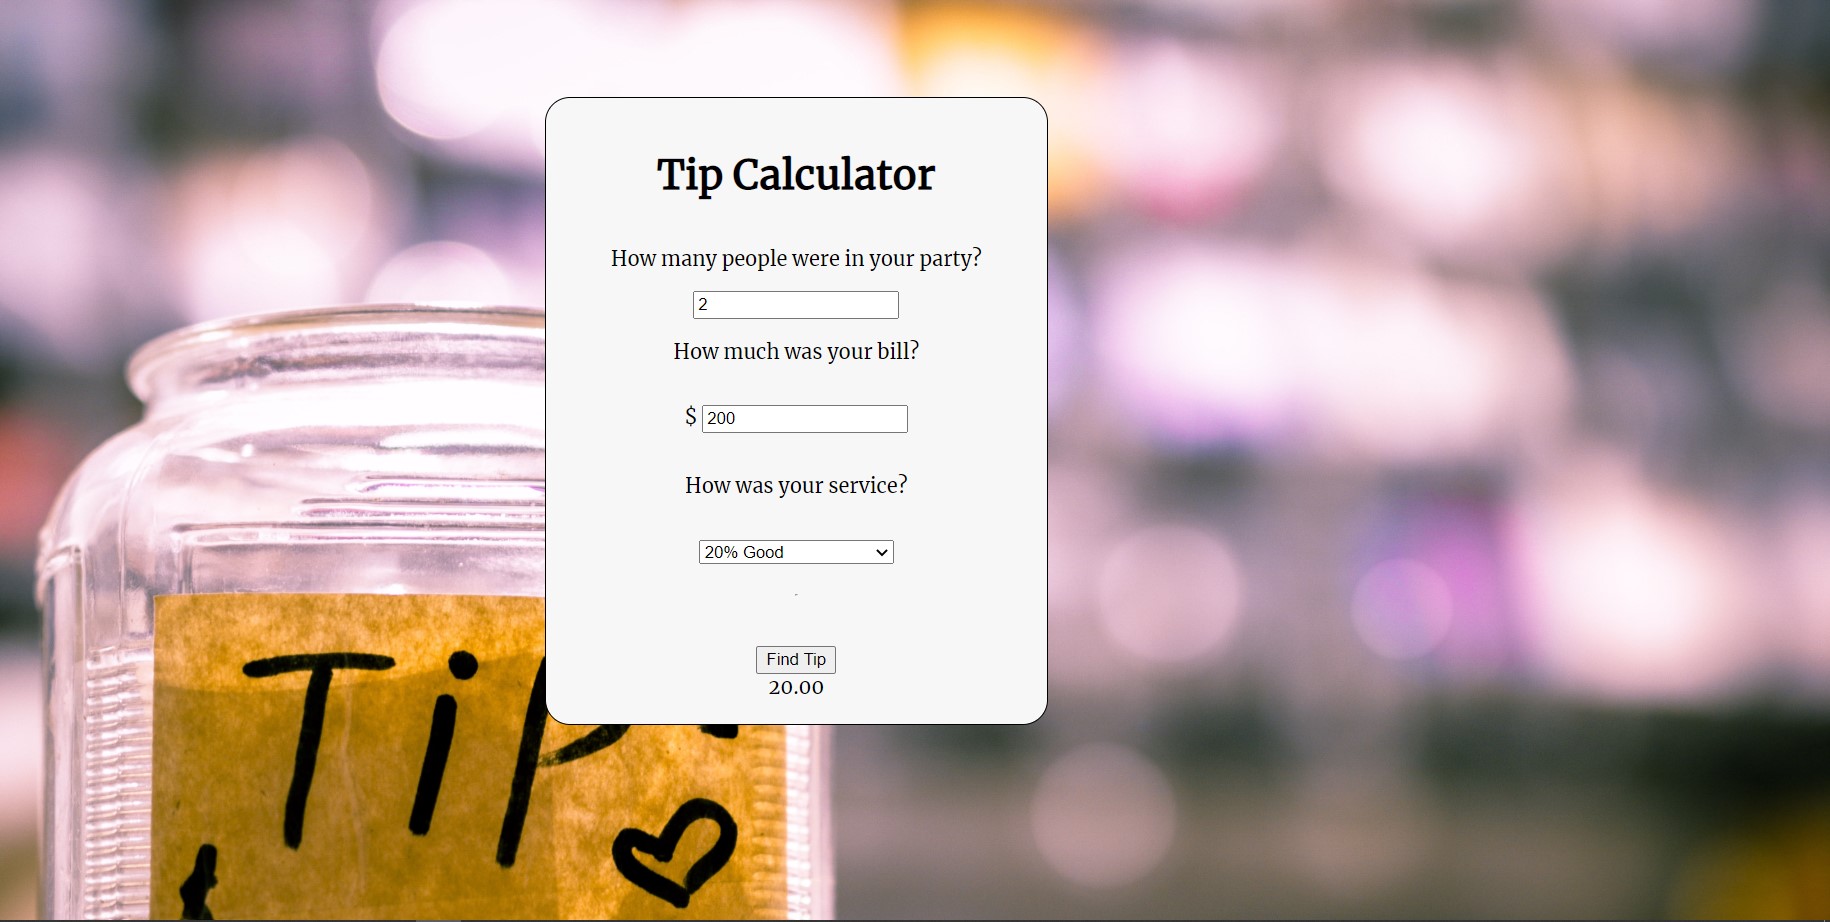 Tip Calculator
How many people were in your party?
2
How much was your bill?
$ 200
How was your service?
20% Good
-
Find Tip
20.00
Tip